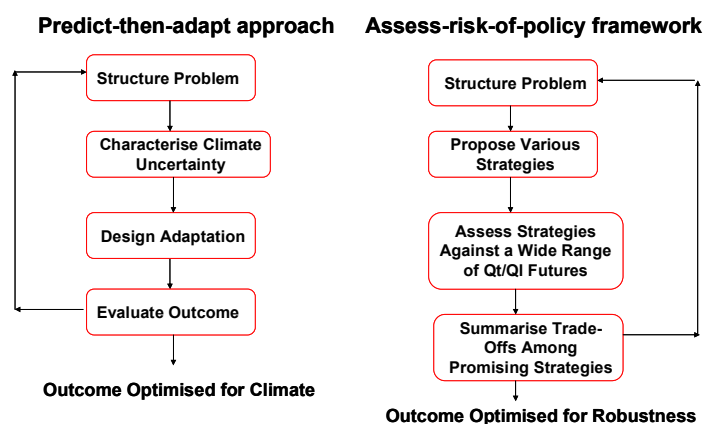 Predict-then-adapt approach
Structure Problem
Characterise Climate
Uncertainty
Design Adaptation
Evaluate Outcome
Outcome Optimised for Climate
Assess-risk-of-policy framework
Structure Problem
Propose Various
Strategies
Assess Strategies
Against a Wide Range
of Qt/Ql Futures
Summarise Trade-
Offs Among
Promising Strategies
Outcome Optimised for Robustness